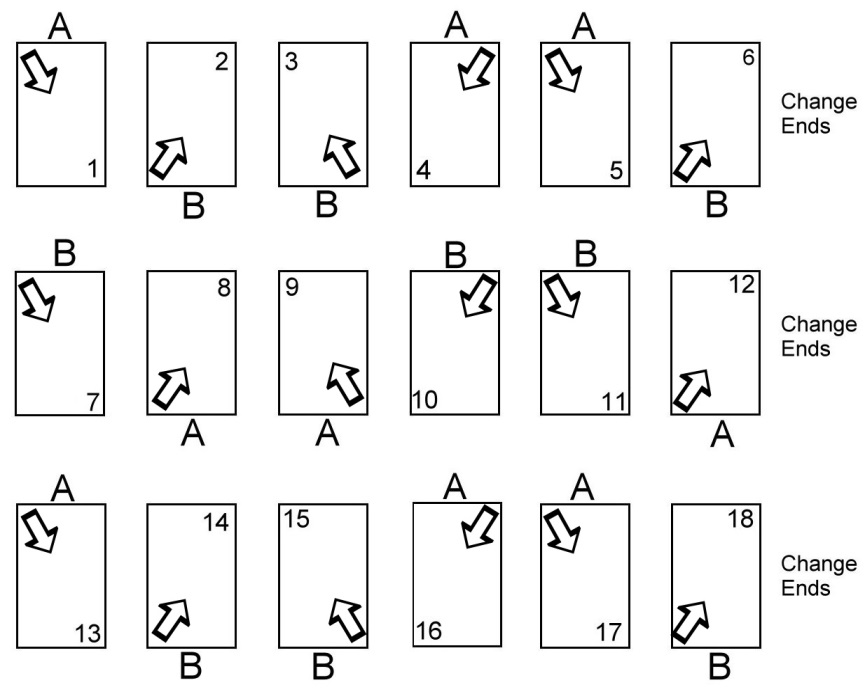 A A A
2 3 6
1 4 5
B B B
Change
Ends
B B B
8 9 12
7 10 11
A A A
Change
Ends
A A A
14 15 18
13 16 17
B B B
Change
Ends